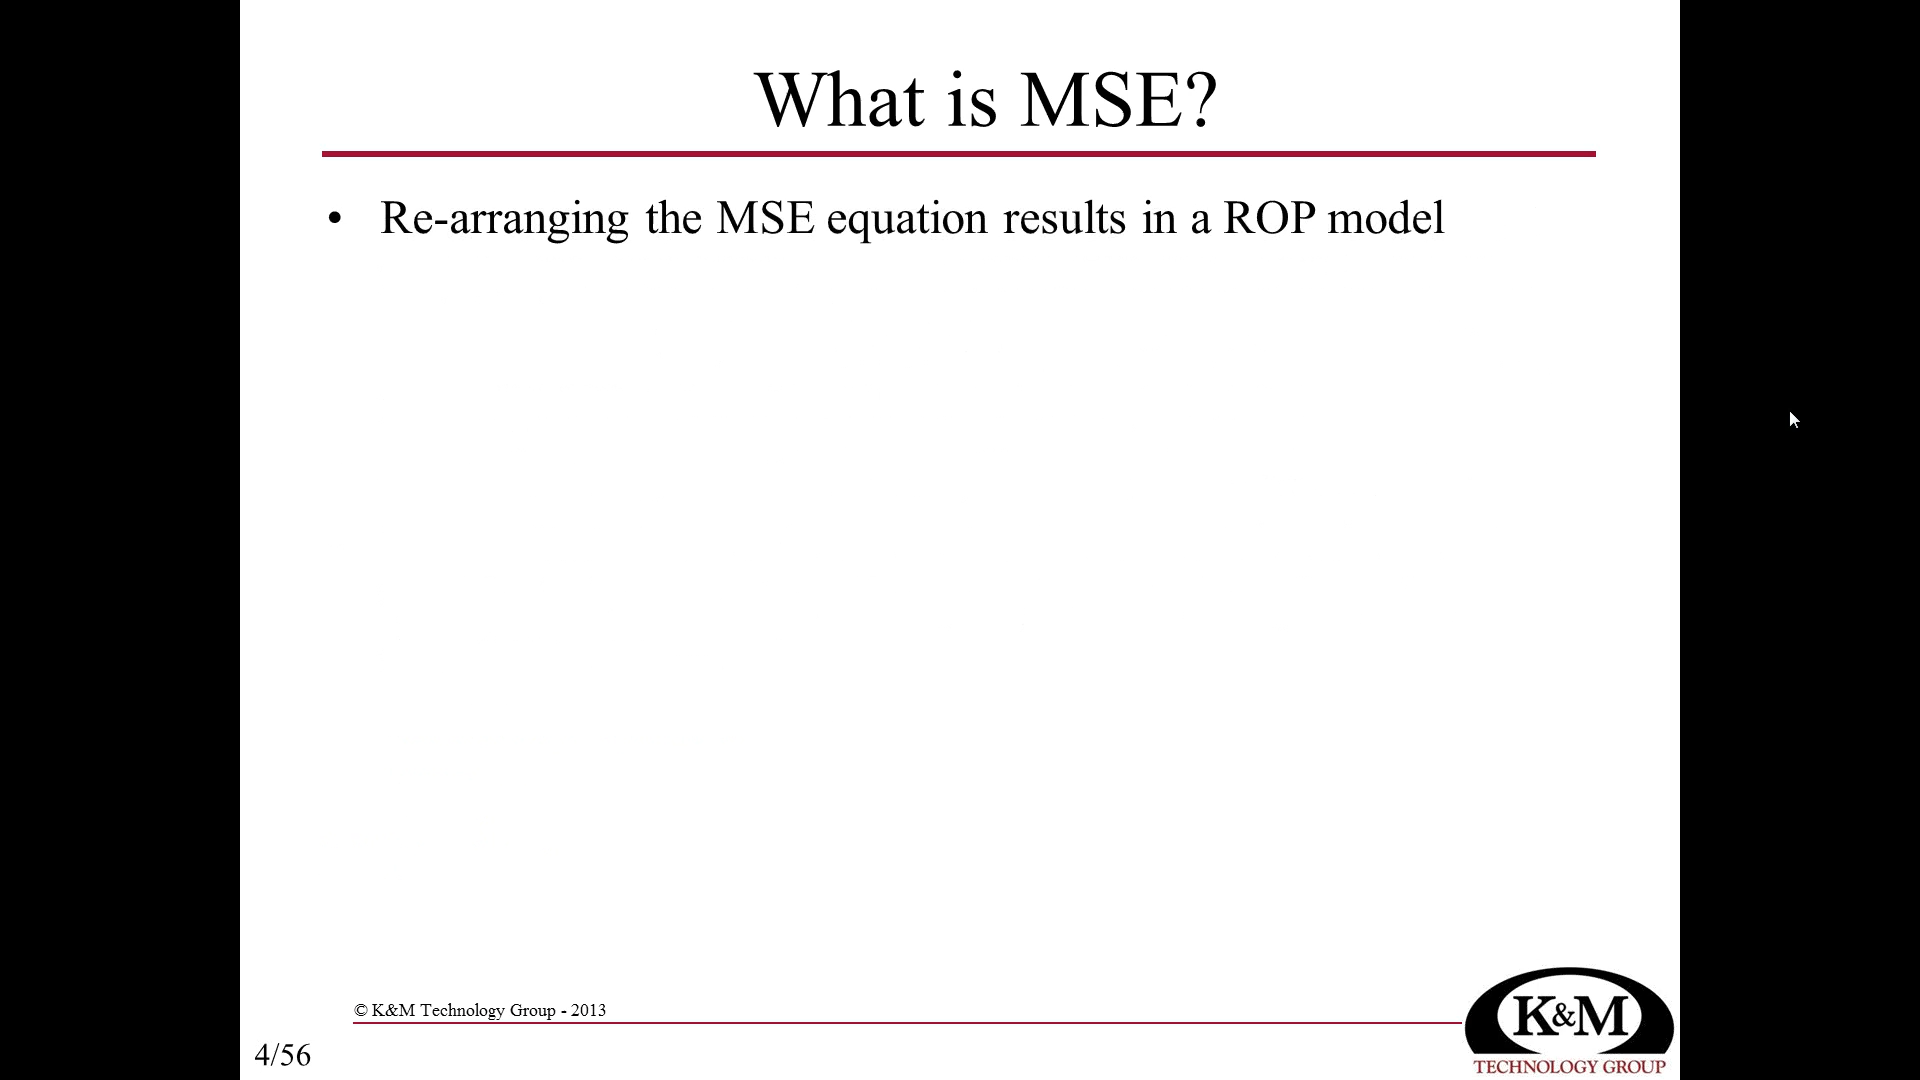 What is MSE?
• Re-arranging the MSE equation results in a ROP model
© K&M Technology Group - 2013
4/56
K&M
TECHNOLOGY GROUP